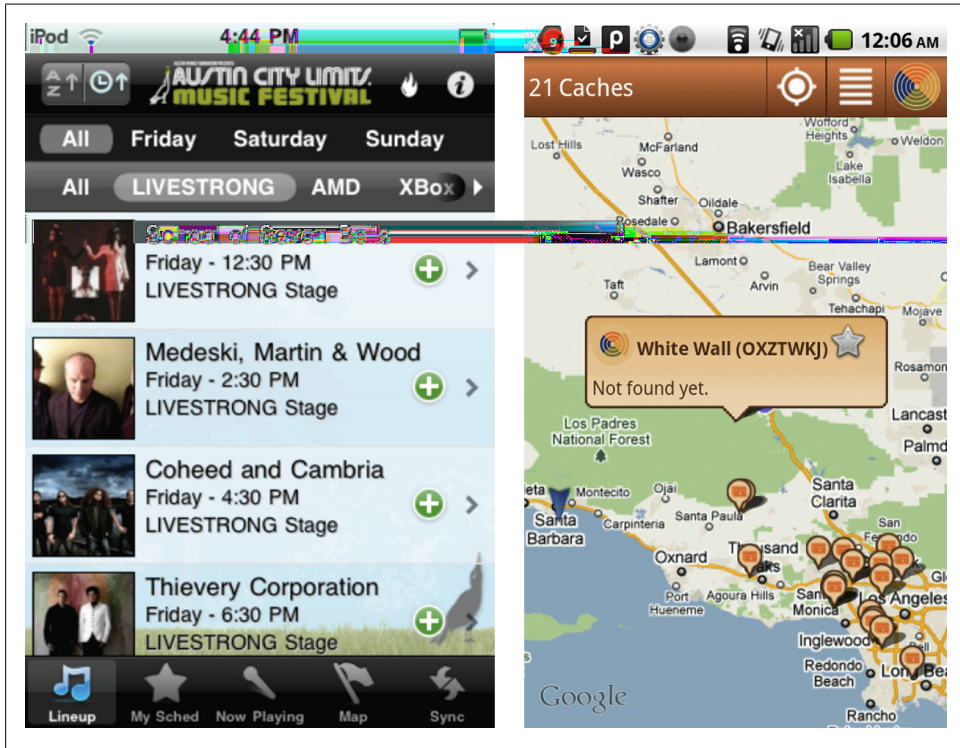 iPod
4:44 PM
AUSTIN CITY LIMITS
MUSIC FESTIVAL
All Friday Saturday Sunday
All LIVESTRONG AMD XBox
Friday - 12:30 PM
LIVESTRONG Stage
Medeski, Martin & Wood
Friday - 2:30 PM
LIVESTRONG Stage
Coheed and Cambria
Friday - 4:30 PM
LIVESTRONG Stage
Thievery Corporation
Friday - 6:30 PM
LIVESTRONG Stage
Lineup My Sched Now Playing Map Sync
12:06 AM
21 Caches
Wofford
Heights
Weldon
Lost Hills
McFarland
Lake
Isabella
Wasco
Shafter
Oildale
Rosedale
Bakersfield
Lamont
Arvin
Bear Valley
Springs
Taft
Tehachapi
Mojave
White Wall (OXZTWKJ)
Not found yet.
Rosamon
Lancast
Palmd
Los Padres
National Forest
Santa
Clarita
leta
Montecito
Ojai
Santa Paula
Santa
Barbara
Carpinteria
San
Oxnard
Port
Hueneme
Agoura Hills
Monica
Los Angeles
Inglewood
Redondo
Beach
Rancho
Google